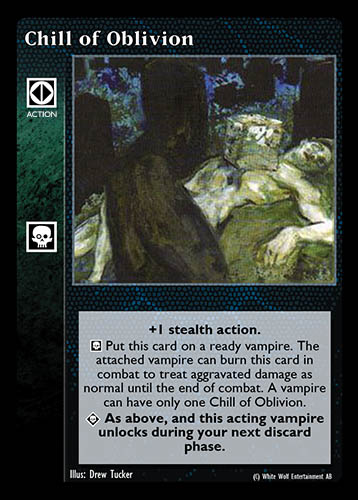 Chill of Oblivion
ACTION
+1 stealth action.
Put this card on a ready vampire. The
attached vampire can burn this card in
combat to treat aggravated damage as
normal until the end of combat. A vampire
can have only one Chill of Oblivion.
As above, and this acting vampire
unlocks during your next discard
phase.
Illus: Drew Tucker
(C) White Wolf Entertainment AB